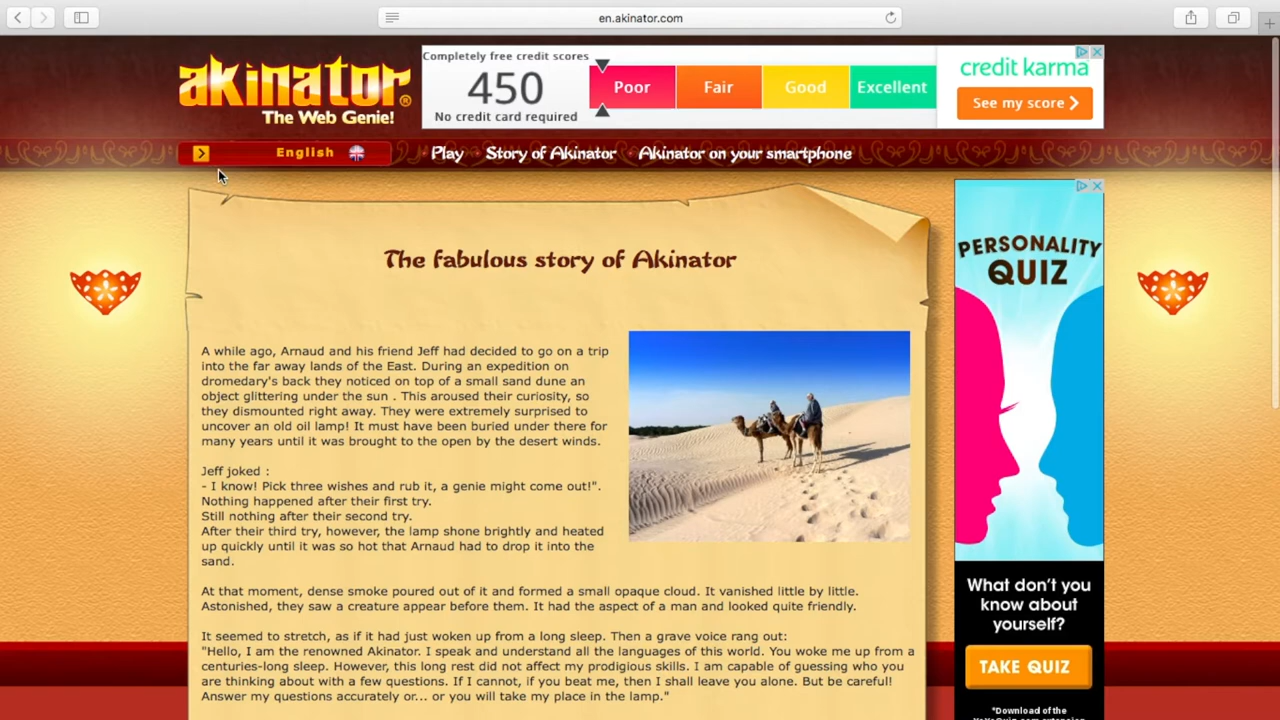 en.akinator.com
akinator®
The Web Genie!
Completely free credit scores
450
No credit card required
Poor
Fair
Good
Excellent
credit karma
See my score
English
Play
Story of Akinator
Akinator on your smartphone
The fabulous story of Akinator
A while ago, Arnaud and his friend Jeff had decided to go on a trip
into the far away lands of the East. During an expedition on
dromedary's back they noticed on top of a small sand dune an
object glittering under the sun . This aroused their curiosity, so
they dismounted right away. They were extremely surprised to
uncover an old oil lamp! It must have been buried under there for
many years until it was brought to the open by the desert winds.
Jeff joked :
- I know! Pick three wishes and rub it, a genie might come out!".
Nothing happened after their first try.
Still nothing after their second try.
After their third try, however, the lamp shone brightly and heated
up quickly until it was so hot that Arnaud had to drop it into the
sand.
At that moment, dense smoke poured out of it and formed a small opaque cloud. It vanished little by little.
Astonished, they saw a creature appear before them. It had the aspect of a man and looked quite friendly.
It seemed to stretch, as if it had just woken up from a long sleep. Then a grave voice rang out:
"Hello, I am the renowned Akinator. I speak and understand all the languages of this world. You woke me up from a
centuries-long sleep. However, this long rest did not affect my prodigious skills. I am capable of guessing who you
are thinking about with a few questions. If I cannot, if you beat me, then I shall leave you alone. But be careful!
Answer my questions accurately or... or you will take my place in the lamp."
PERSONALITY
QUIZ
What don't you
know about
yourself?
TAKE QUIZ
*Download of the